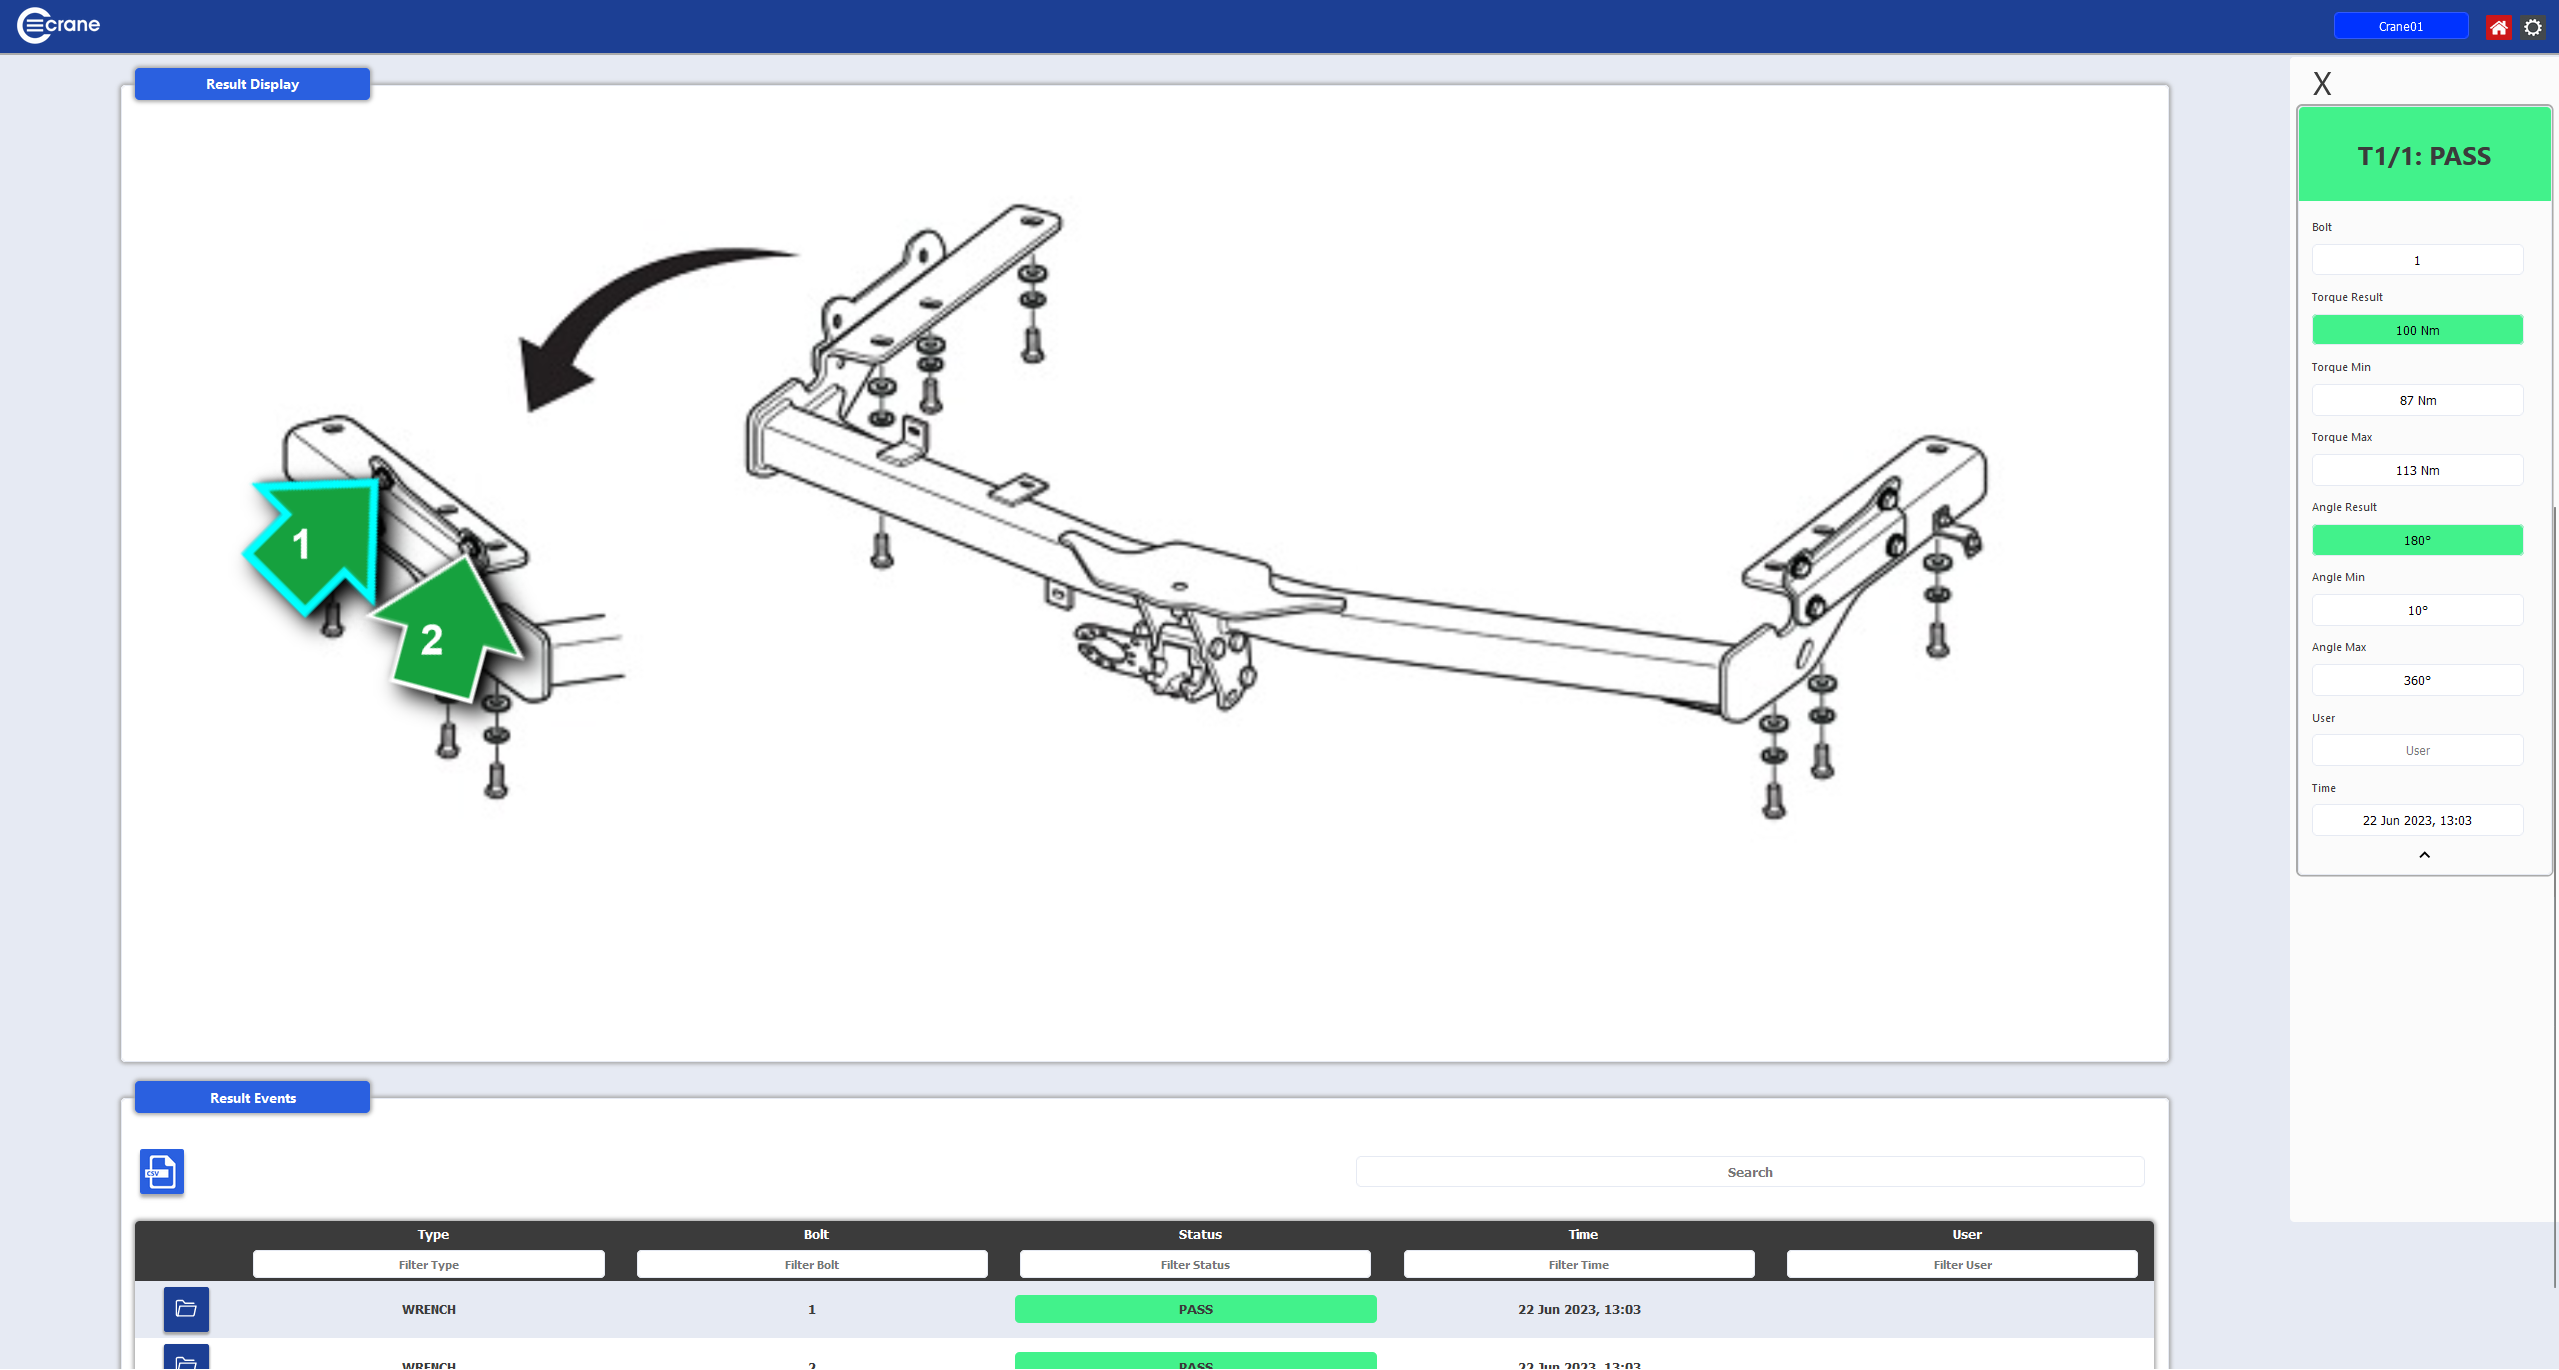 crane
Crane01
Result Display
X
T1/1: PASS
Bolt
1
Torque Result
100 Nm
Torque Min
87 Nm
Torque Max
113 Nm
Angle Result
180°
Angle Min
10°
Angle Max
360°
User
User
Time
22 Jun 2023, 13:03
1
2
Result Events
CSV
Search
Type Bolt Status Time User
Filter Type Filter Bolt Filter Status Filter Time Filter User
WRENCH 1 PASS 22 Jun 2023, 13:03
WRENCH 2 PASS 22 Jun 2023, 13:03